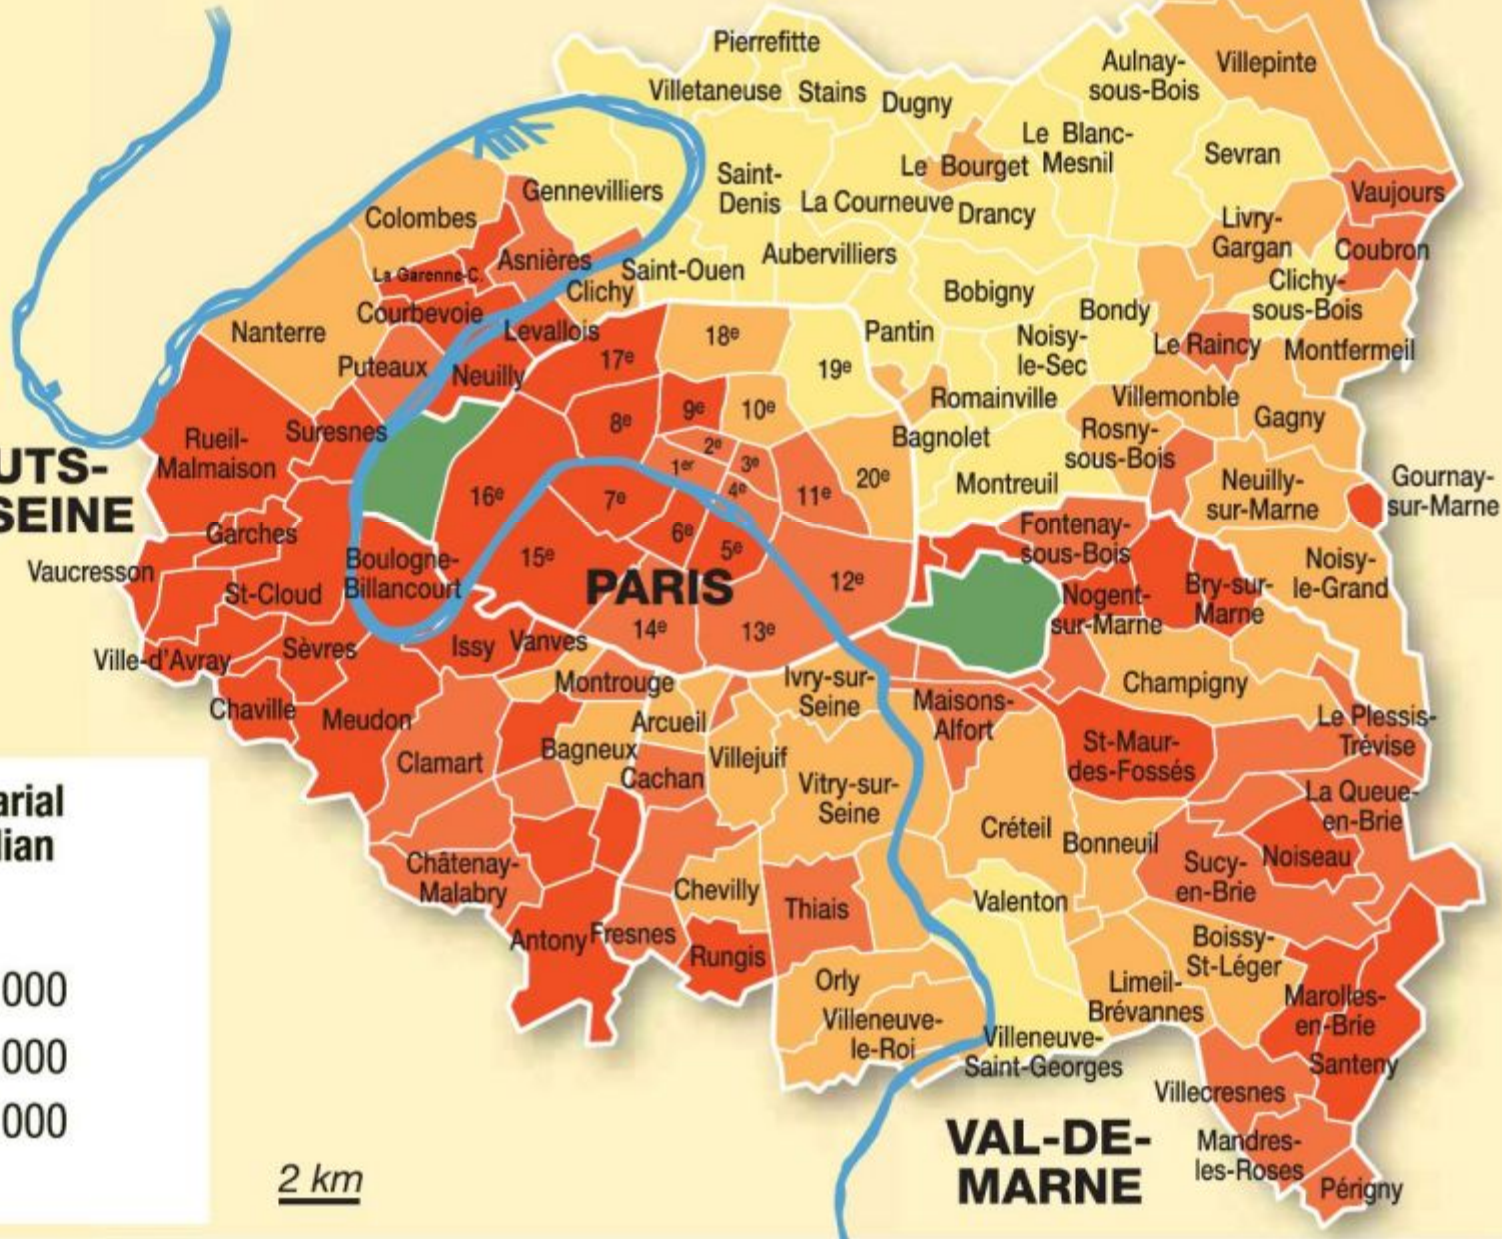 Pierrefitte
Villetaneuse
Stains
Dugny
Aulnay-
sous-Bois
Villepinte
Le Blanc-
Mesnil
Le Bourget
Sevran
Vaujours
Gennevilliers
Saint-
Denis
La Courneuve
Drancy
Colombes
Livry-
Gargan
Coubron
La Garenne-C.
Asnières
Saint-Ouen
Aubervilliers
Clichy-
sous-Bois
Clichy
Bobigny
Bondy
Courbevoie
Levallois
Nanterre
18e
Pantin
Noisy-
le-Sec
Le Raincy
Montfermeil
Puteaux
Neuilly
17e
19e
Romainville
Villemonble
Gagny
8e
9e
10e
Suresnes
Rueil-
Malmaison
2e
Bagnolet
Rosny-
sous-Bois
UTS-
SEINE
16e
7e
1er
3e
4e
11e
20e
Montreuil
Neuilly-
sur-Marne
Gournay-
sur-Marne
Garches
6e
5e
Fontenay-
sous-Bois
Vaucresson
Boulogne-
Billancourt
15e
PARIS
12e
Noisy-
le-Grand
St-Cloud
Nogent-
sur-Marne
Bry-sur-
Marne
Ville-d'Avray
Sèvres
Issy
Vanves
14e
13e
Chaville
Meudon
Montrouge
Ivry-sur-
Seine
Champigny
Maisons-
Alfort
Le Plessis-
Trévise
Clamart
Bagneux
Arcueil
Cachan
Villejuif
Vitry-sur-
Seine
St-Maur-
des-Fossés
La Queue-
en-Brie
arial
lian
Créteil
Bonneuil
Châtenay-
Malabry
Chevilly
Thiais
Valenton
Sucy-
en-Brie
Noiseau
Antony
Fresnes
Rungis
Orly
Boissy-
St-Léger
000
Villeneuve-
le-Roi
Limeil-
Brévannes
Marolles-
en-Brie
000
Villeneuve-
Saint-Georges
Santeny
000
Villecresnes
2 km
VAL-DE-
MARNE
Mandres-
les-Roses
Périgny